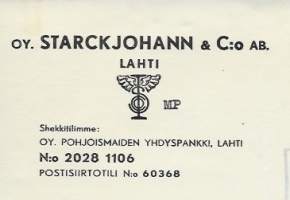 OY. STARCKJOHANN & C:o AB.
LAHTI
MP
Shekkitilimme:
OY. POHJOISMAIDEN YHDYSPANKKI, LAHTI
N:o 2028 1106
POSTISIIRTOTILI N:o 60368